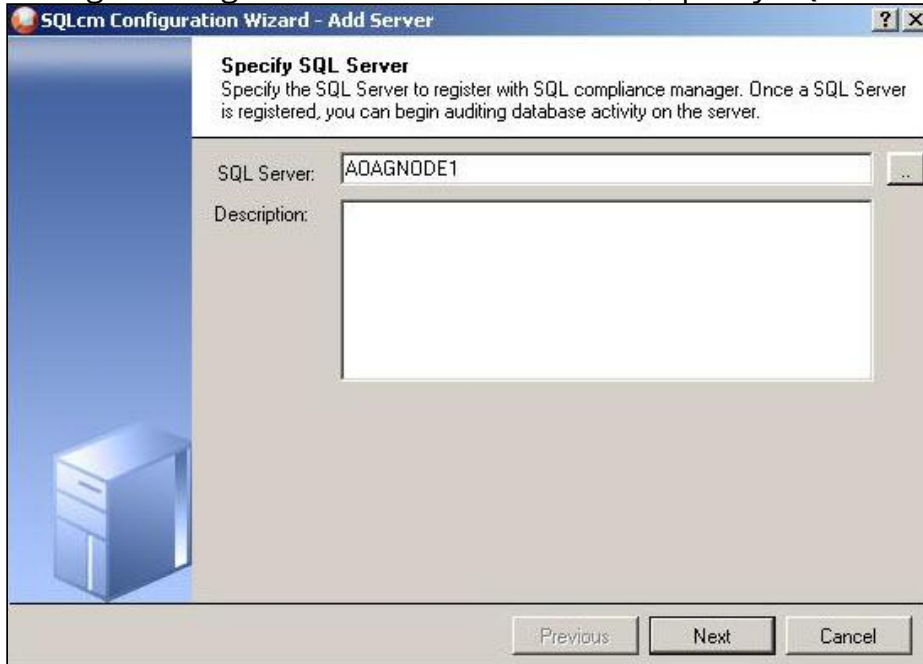 SQLcm Configuration Wizard - Add Server
? X
Specify SQL Server
Specify the SQL Server to register with SQL compliance manager. Once a SQL Server
is registered, you can begin auditing database activity on the server.
SQL Server: AOAGNODE1 ..
Description:
Previous Next Cancel